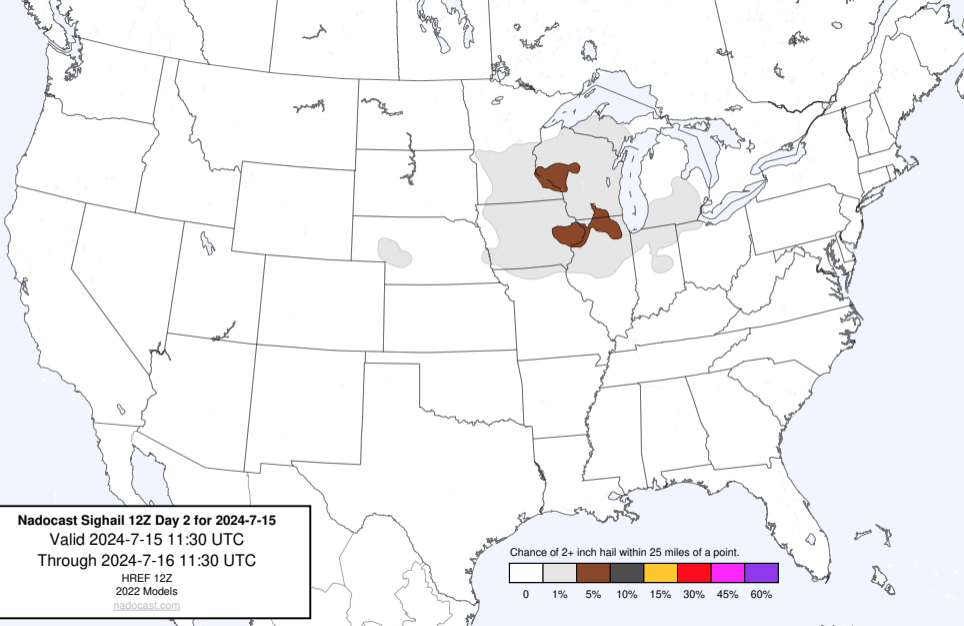 Nadocast Sighail 12Z Day 2 for 2024-7-15
Valid 2024-7-15 11:30 UTC
Through 2024-7-16 11:30 UTC
HREF 12Z
2022 Models
nadocast.com
Chance of 2+ inch hail within 25 miles of a point.
0 1% 5% 10% 15% 30% 45% 60%